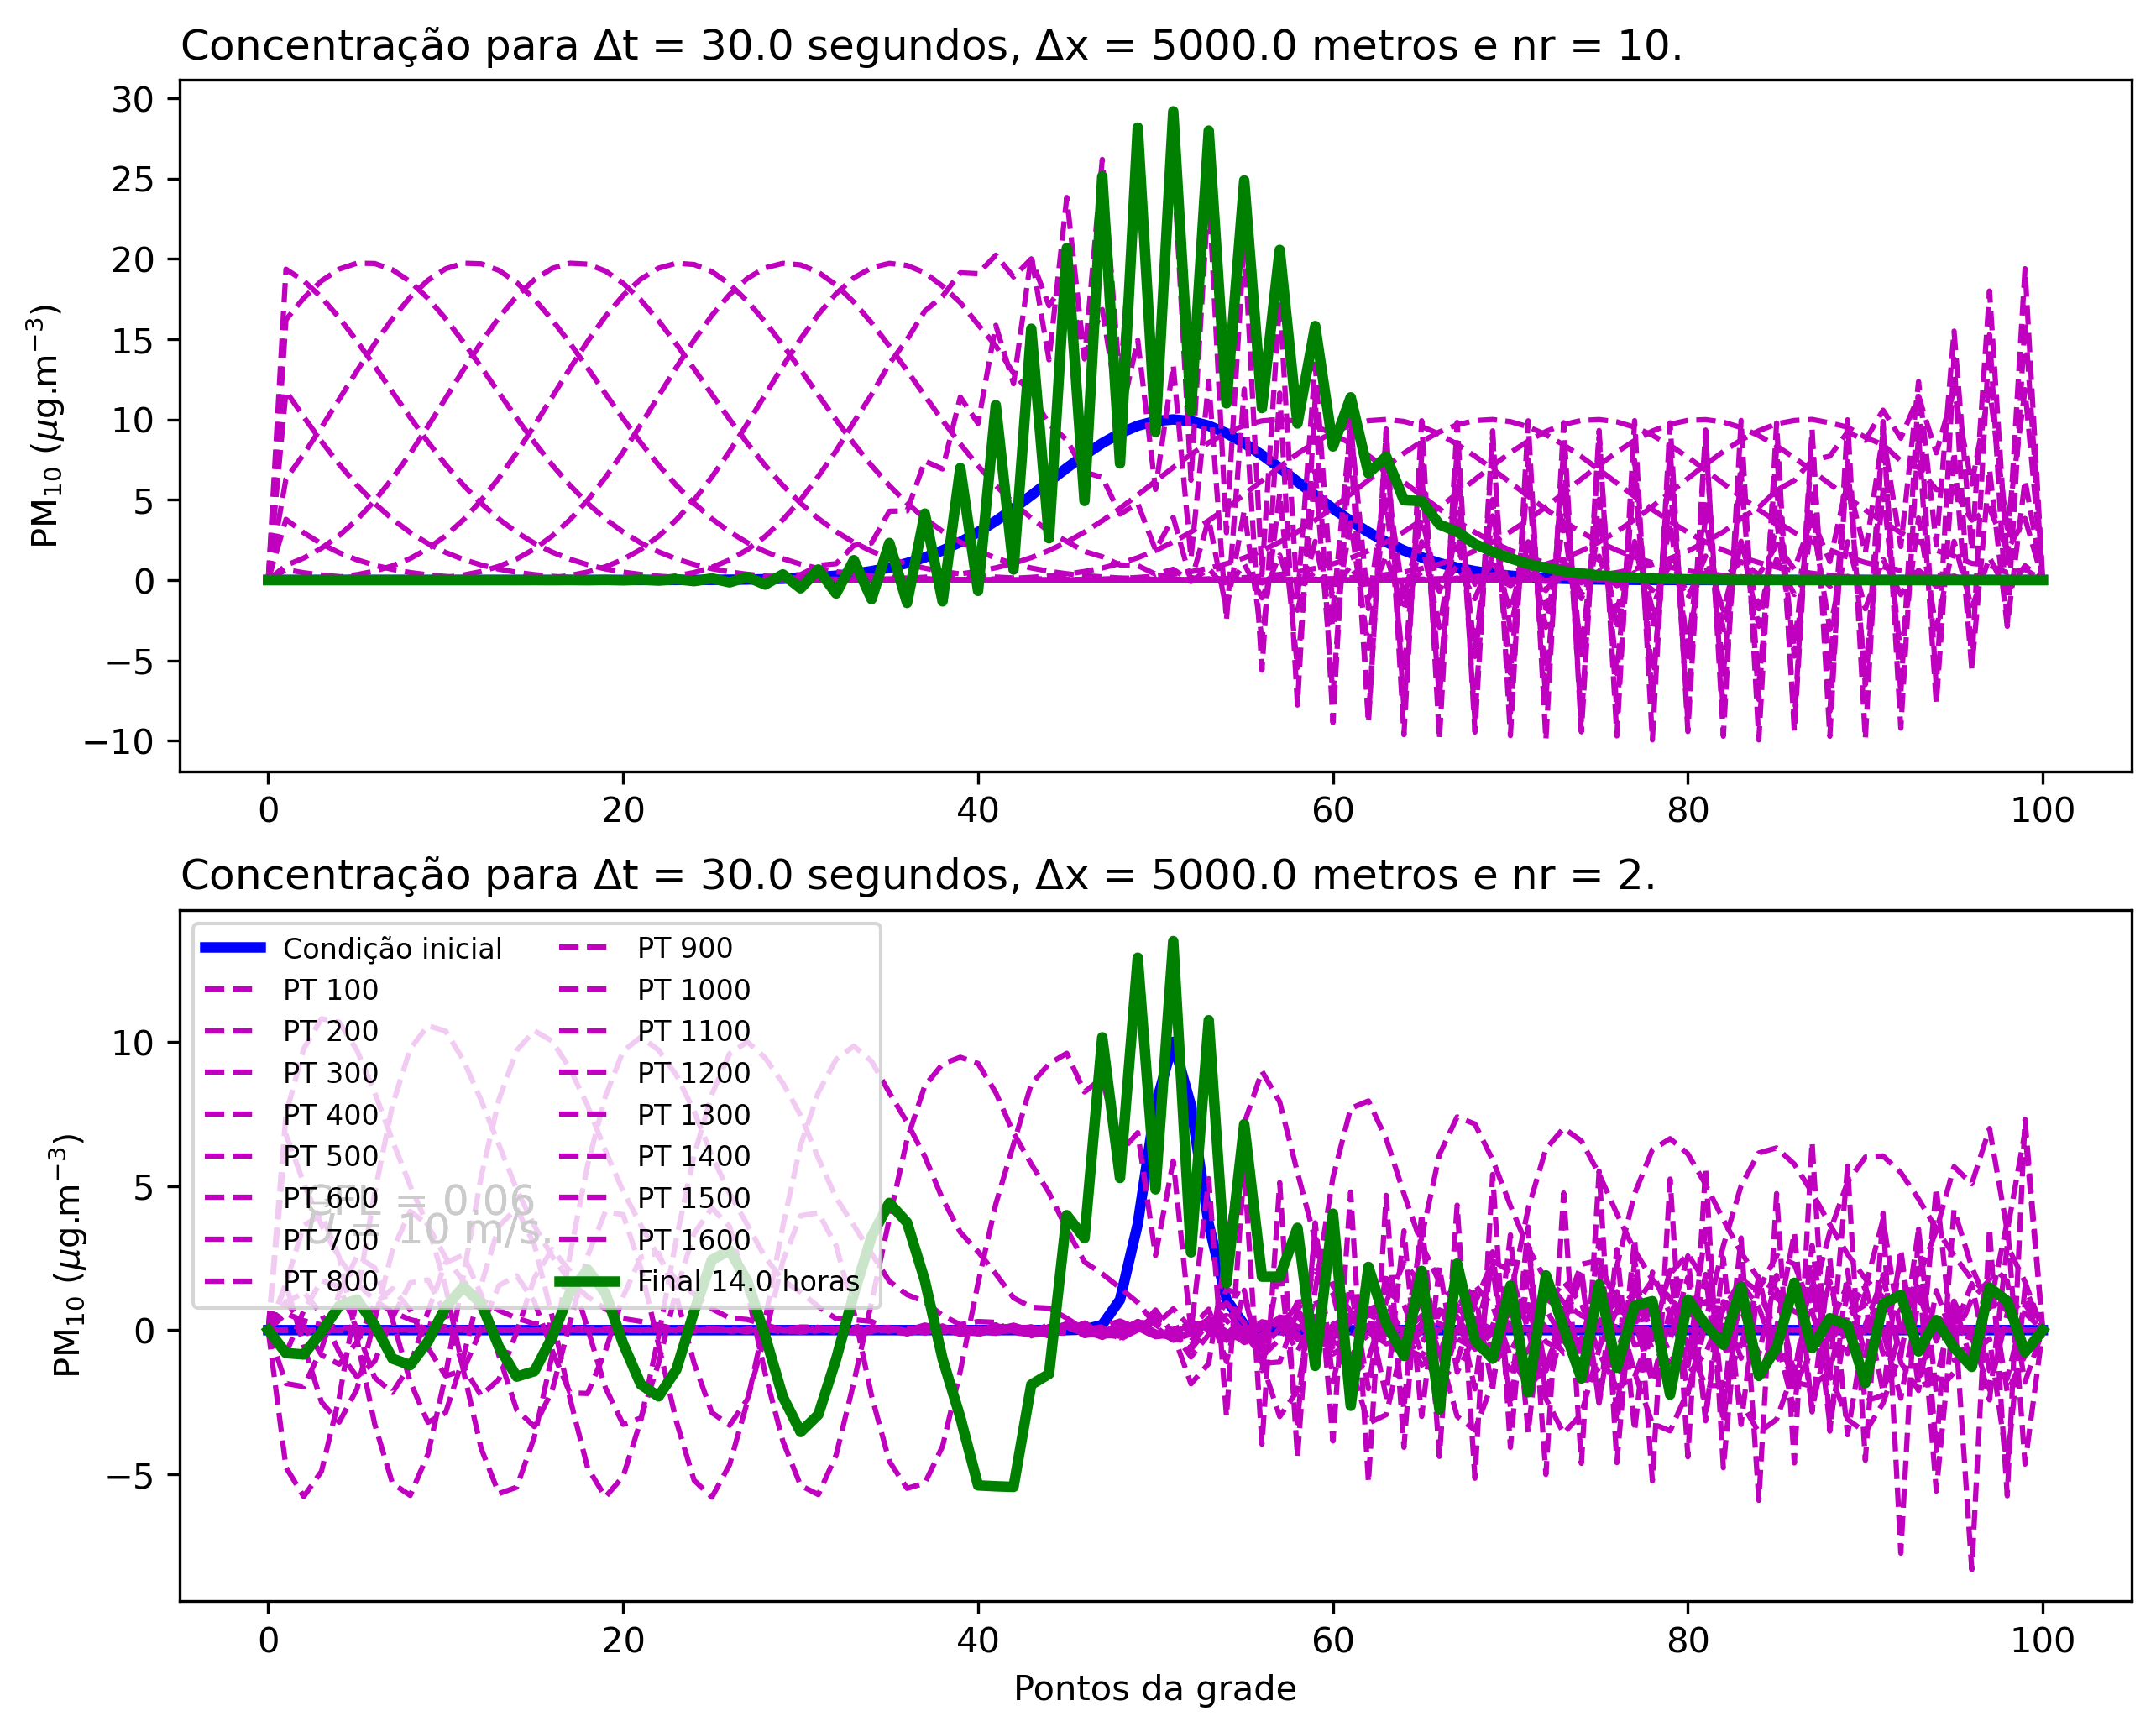 Concentração para Δt = 30.0 segundos, Δx = 5000.0 metros e nr = 10.
30
25
20
15
10
5
0
−5
−10
PM₁₀ (μg.m⁻³)
0 20 40 60 80 100
Concentração para Δt = 30.0 segundos, Δx = 5000.0 metros e nr = 2.
10
5
0
−5
PM₁₀ (μg.m⁻³)
Condição inicial
PT 100
PT 200
PT 300
PT 400
PT 500
PT 600
PT 700
PT 800
PT 900
PT 1000
PT 1100
PT 1200
PT 1300
PT 1400
PT 1500
PT 1600
Final 14.0 horas
CFL = 0.06
U = 10 m/s.
0 20 40 60 80 100
Pontos da grade